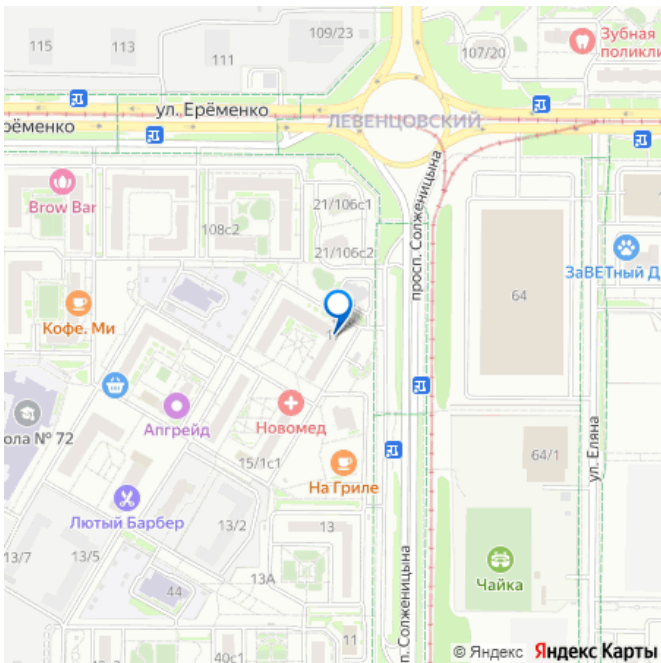 109/23
115
113
111
107/20
Зубная
поликли
ул. Ерёменко
ЛЕВЕНЦОВСКИЙ
рёменко
просп. Солженицына
Brow Bar
21/106с1
108с2
21/106с2
64
ЗаВЕТный Д
Кофе. Ми
Апгрейд
Новомед
ола № 72
15/1с1
На Гриле
64/1
ул. Еляна
Лютый Барбер
13/2
13
13/7
13/5
13А
44
Чайка
п. Солженицына
40с1
11
© Яндекс Яндекс Карты